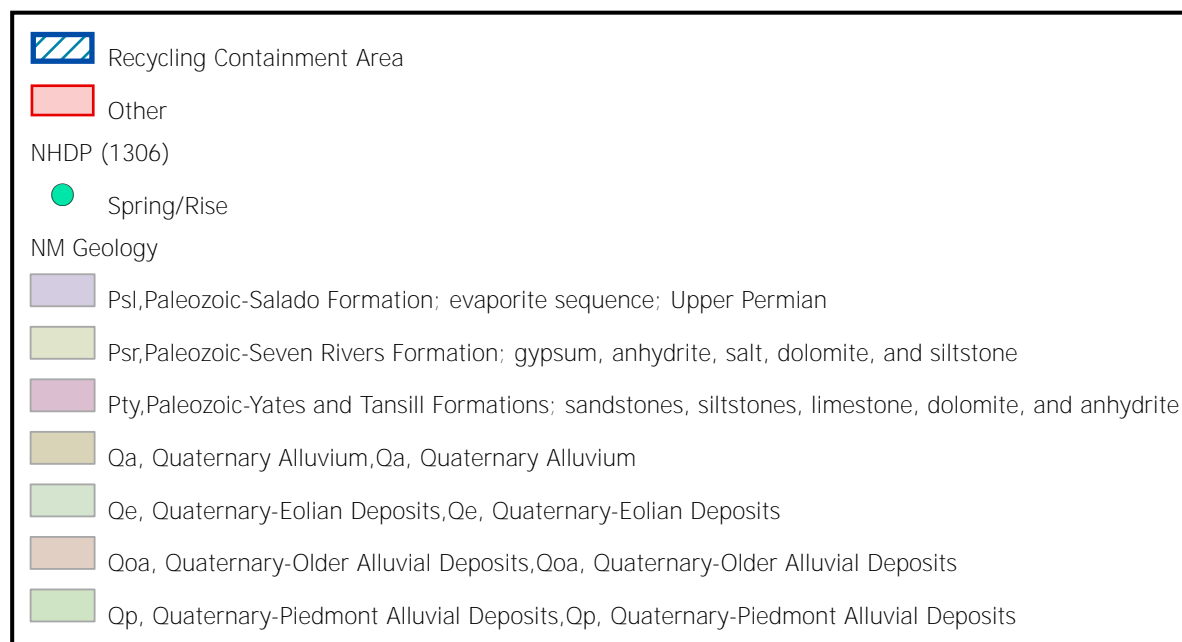 Recycling Containment Area
Other
NHDP (1306)
Spring/Rise
NM Geology
Psl,Paleozoic-Salado Formation; evaporite sequence; Upper Permian
Psr,Paleozoic-Seven Rivers Formation; gypsum, anhydrite, salt, dolomite, and siltstone
Pty,Paleozoic-Yates and Tansill Formations; sandstones, siltstones, limestone, dolomite, and anhydrite
Qa, Quaternary Alluvium,Qa, Quaternary Alluvium
Qe, Quaternary-Eolian Deposits,Qe, Quaternary-Eolian Deposits
Qoa, Quaternary-Older Alluvial Deposits,Qoa, Quaternary-Older Alluvial Deposits
Qp, Quaternary-Piedmont Alluvial Deposits,Qp, Quaternary-Piedmont Alluvial Deposits